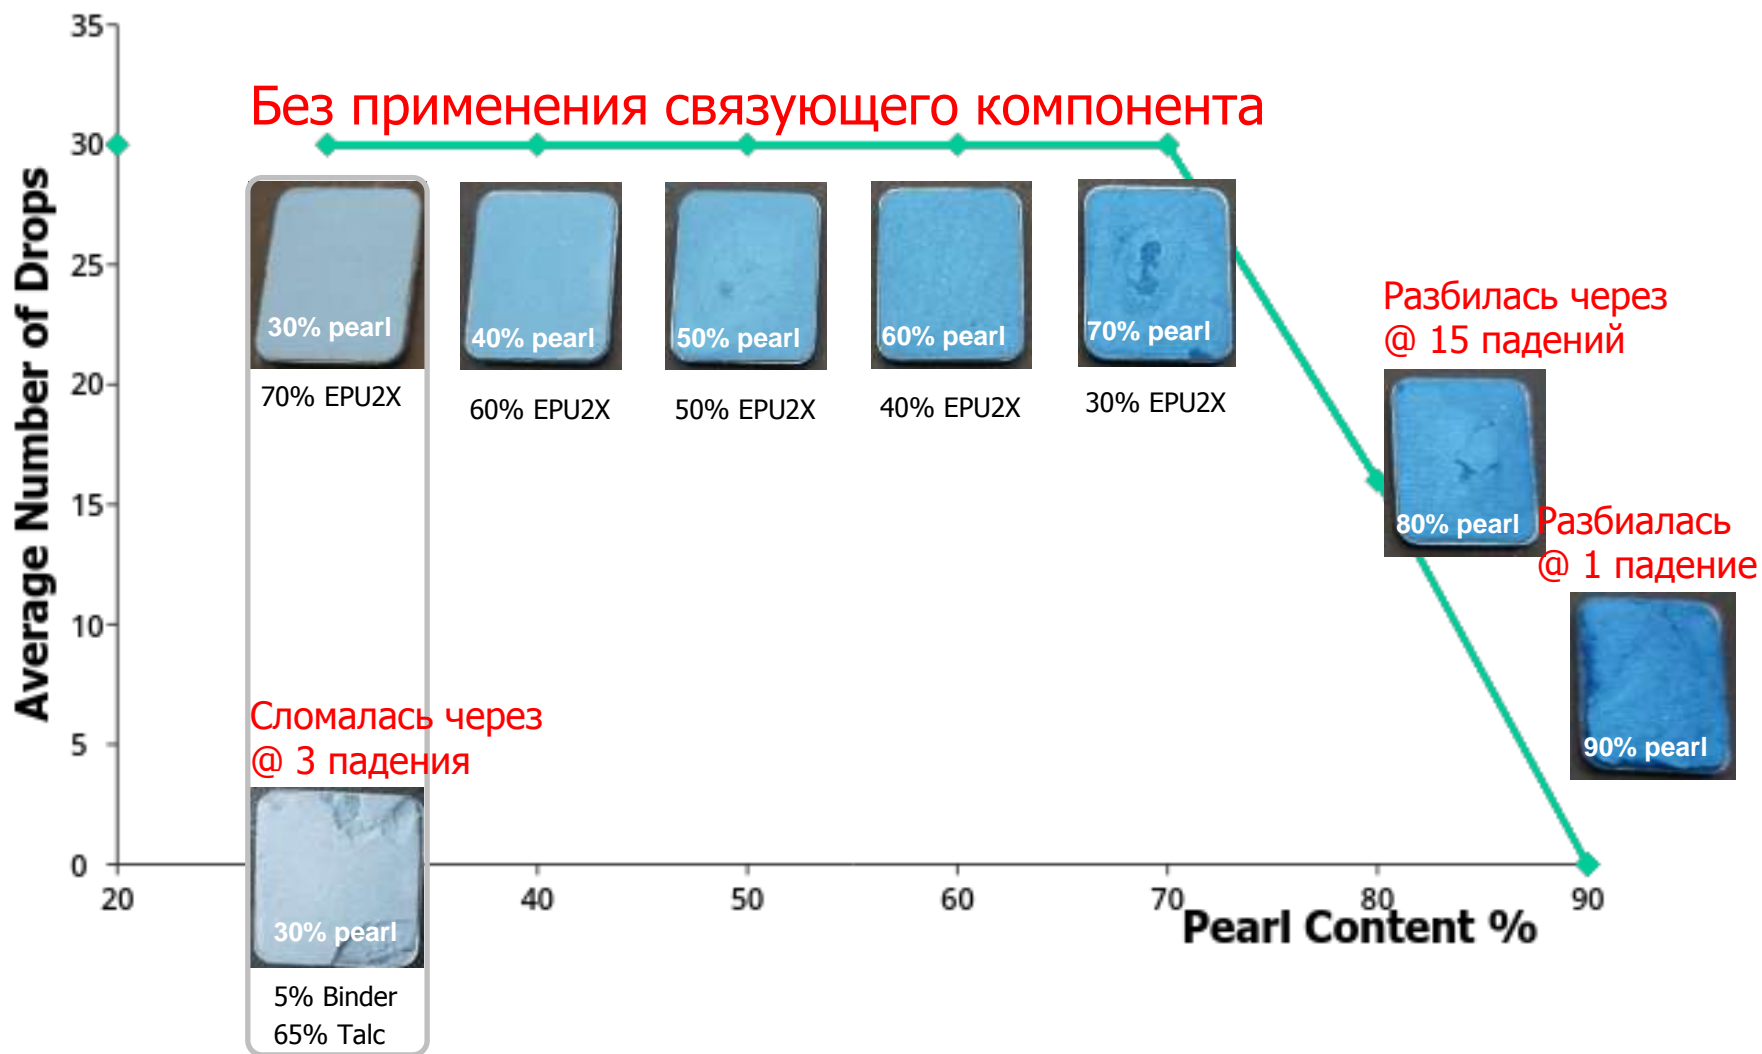 35
30
25
20
15
10
5
0
Average Number of Drops
Без применения связующего компонента
30% pearl
40% pearl
50% pearl
60% pearl
70% pearl
70% EPU2X
60% EPU2X
50% EPU2X
40% EPU2X
30% EPU2X
Разбилась через
@ 15 падений
80% pearl
Разбиалась
@ 1 падение
90% pearl
Сломалась через
@ 3 падения
30% pearl
5% Binder
65% Talc
20
40
50
60
70
80
90
Pearl Content %